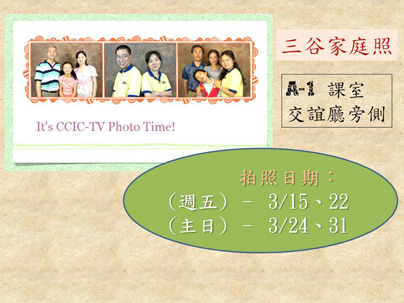 三谷家庭照
A-1 課室
交誼廳旁側
It's CCIC-TV Photo Time!
拍照日期：
（週五） - 3/15、22
（主日） - 3/24、31